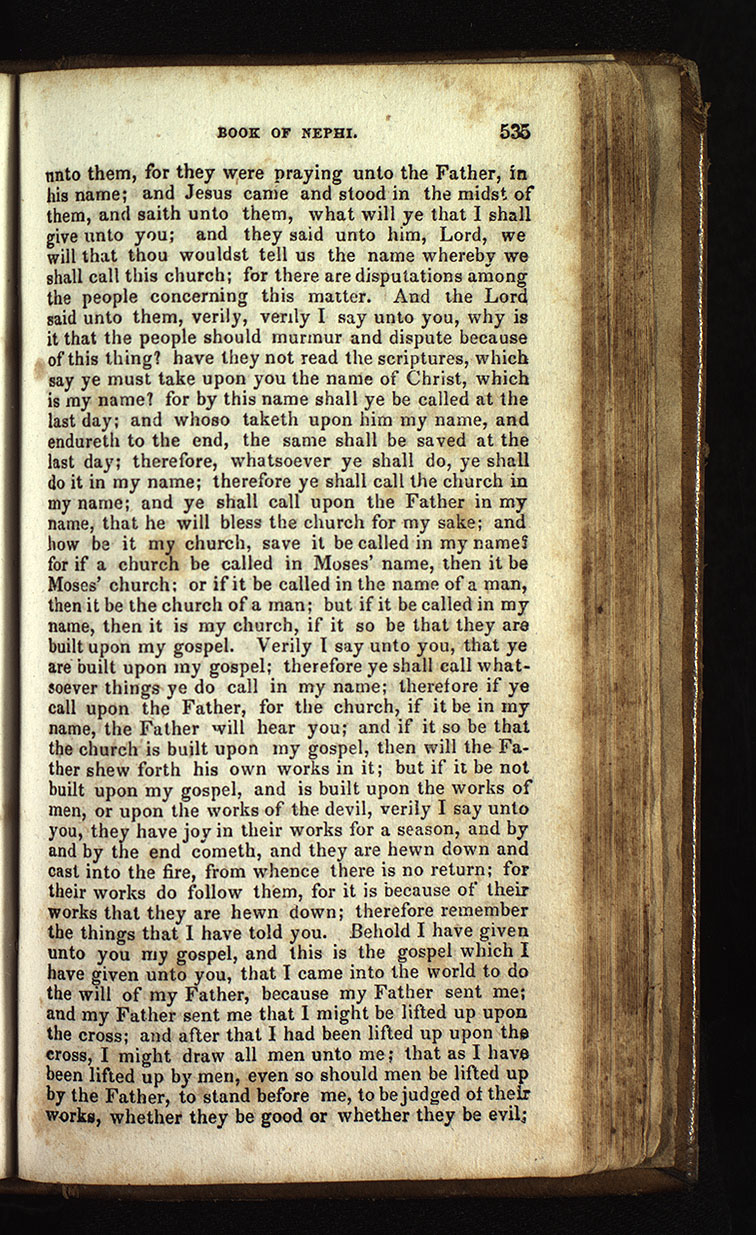 BOOK OF NEPHI. 535
unto them, for they were praying unto the Father, in
his name; and Jesus came and stood in the midst of
them, and saith unto them, what will ye that I shall
give unto you; and they said unto him, Lord, we
will that thou wouldst tell us the name whereby we
shall call this church; for there are disputations among
the people concerning this matter. And the Lord
said unto them, verily, verily I say unto you, why is
it that the people should murmur and dispute because
of this thing? have they not read the scriptures, which
say ye must take upon you the name of Christ, which
is my name? for by this name shall ye be called at the
last day; and whoso taketh upon him my name, and
endureth to the end, the same shall be saved at the
last day; therefore, whatsoever ye shall do, ye shall
do it in my name; therefore ye shall call the church in
my name; and ye shall call upon the Father in my
name, that he will bless the church for my sake; and
how be it my church, save it be called in my name?
for if a church be called in Moses' name, then it be
Moses' church; or if it be called in the name of a man,
then it be the church of a man; but if it be called in my
name, then it is my church, if it so be that they are
built upon my gospel. Verily I say unto you, that ye
are built upon my gospel; therefore ye shall call what-
soever things ye do call in my name; therefore if ye
call upon the Father, for the church, if it be in my
name, the Father will hear you; and if it so be that
the church is built upon my gospel, then will the Fa-
ther shew forth his own works in it; but if it be not
built upon my gospel, and is built upon the works of
men, or upon the works of the devil, verily I say unto
you, they have joy in their works for a season, and by
and by the end cometh, and they are hewn down and
cast into the fire, from whence there is no return; for
their works do follow them, for it is because of their
works that they are hewn down; therefore remember
the things that I have told you. Behold I have given
unto you my gospel, and this is the gospel which I
have given unto you, that I came into the world to do
the will of my Father, because my Father sent me;
and my Father sent me that I might be lifted up upon
the cross; and after that I had been lifted up upon the
cross, I might draw all men unto me; that as I have
been lifted up by men, even so should men be lifted up
by the Father, to stand before me, to be judged of their
works, whether they be good or whether they be evil;